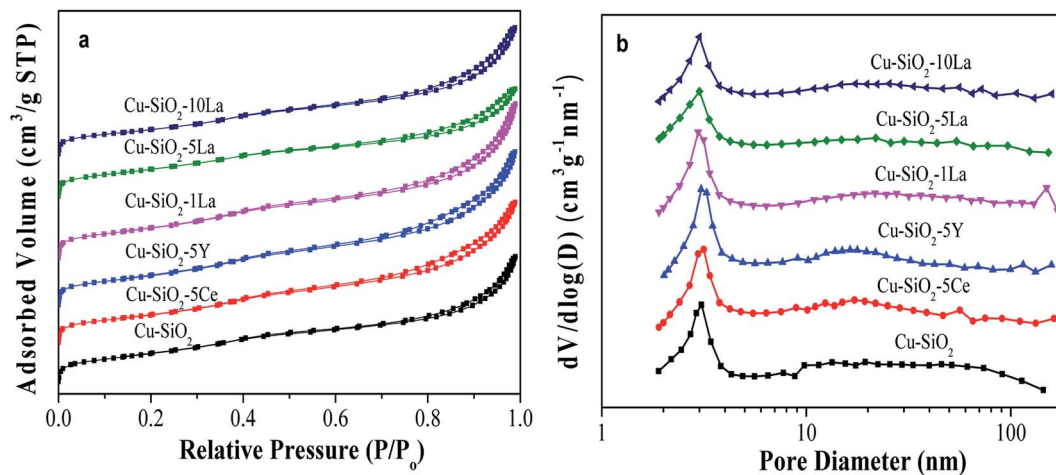 a
Cu-SiO₂-10La
Cu-SiO₂-5La
Cu-SiO₂-1La
Cu-SiO₂-5Y
Cu-SiO₂-5Ce
Cu-SiO₂
Adsorbed Volume (cm³/g STP)
0.0 0.2 0.4 0.6 0.8 1.0
Relative Pressure (P/Pₒ)
b
Cu-SiO₂-10La
Cu-SiO₂-5La
Cu-SiO₂-1La
Cu-SiO₂-5Y
Cu-SiO₂-5Ce
Cu-SiO₂
dV/dlog(D) (cm³g⁻¹nm⁻¹)
1 10 100
Pore Diameter (nm)